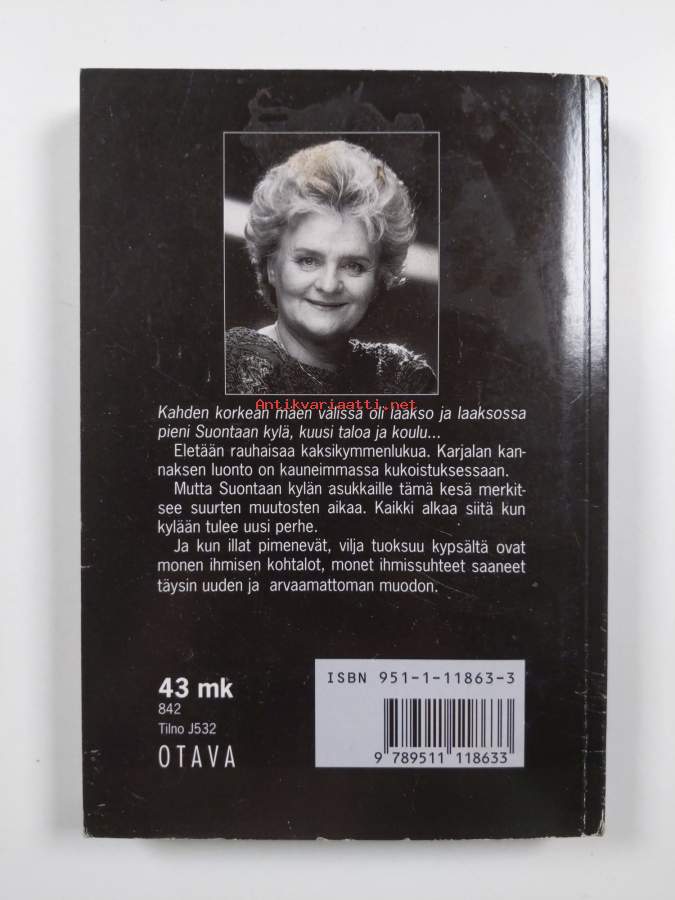 Antikvariaatti.net
Kahden korkean mäen välissä oli laakso ja laaksossa
pieni Suontaan kylä, kuusi taloa ja koulu...
Eletään rauhaisaa kaksikymmenlukua. Karjalan kan-
naksen luonto on kauneimmassa kukoistuksessaan.
Mutta Suontaan kylän asukkaille tämä kesä merkit-
see suurten muutosten aikaa. Kaikki alkaa siitä kun
kylään tulee uusi perhe.
Ja kun illat pimenevät, vilja tuoksuu kypsältä ovat
monen ihmisen kohtalot, monet ihmissuhteet saaneet
täysin uuden ja arvaamattoman muodon.
43 mk
842
Tilno J532
OTAVA
ISBN 951-1-11863-3
9 789511 118633